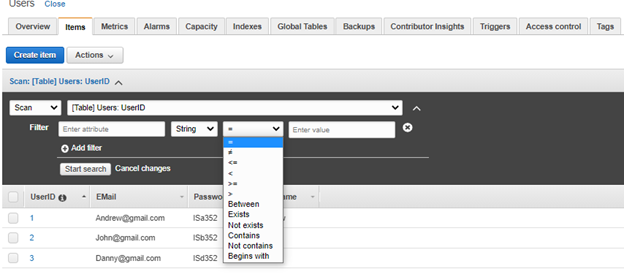 Users Close
Overview Items Metrics Alarms Capacity Indexes Global Tables Backups Contributor Insights Triggers Access control Tags
Create item Actions
Scan: [Table] Users: UserID
Scan [Table] Users: UserID
Filter Enter attribute String = Enter value
=
Add filter
≠
<=
Start search Cancel changes
<
>=
>
Between
Exists
Not exists
Contains
Not contains
Begins with
UserID EMail Passwo ame
1 Andrew@gmail.com ISa352 w
2 John@gmail.com ISb352
3 Danny@gmail.com ISd352